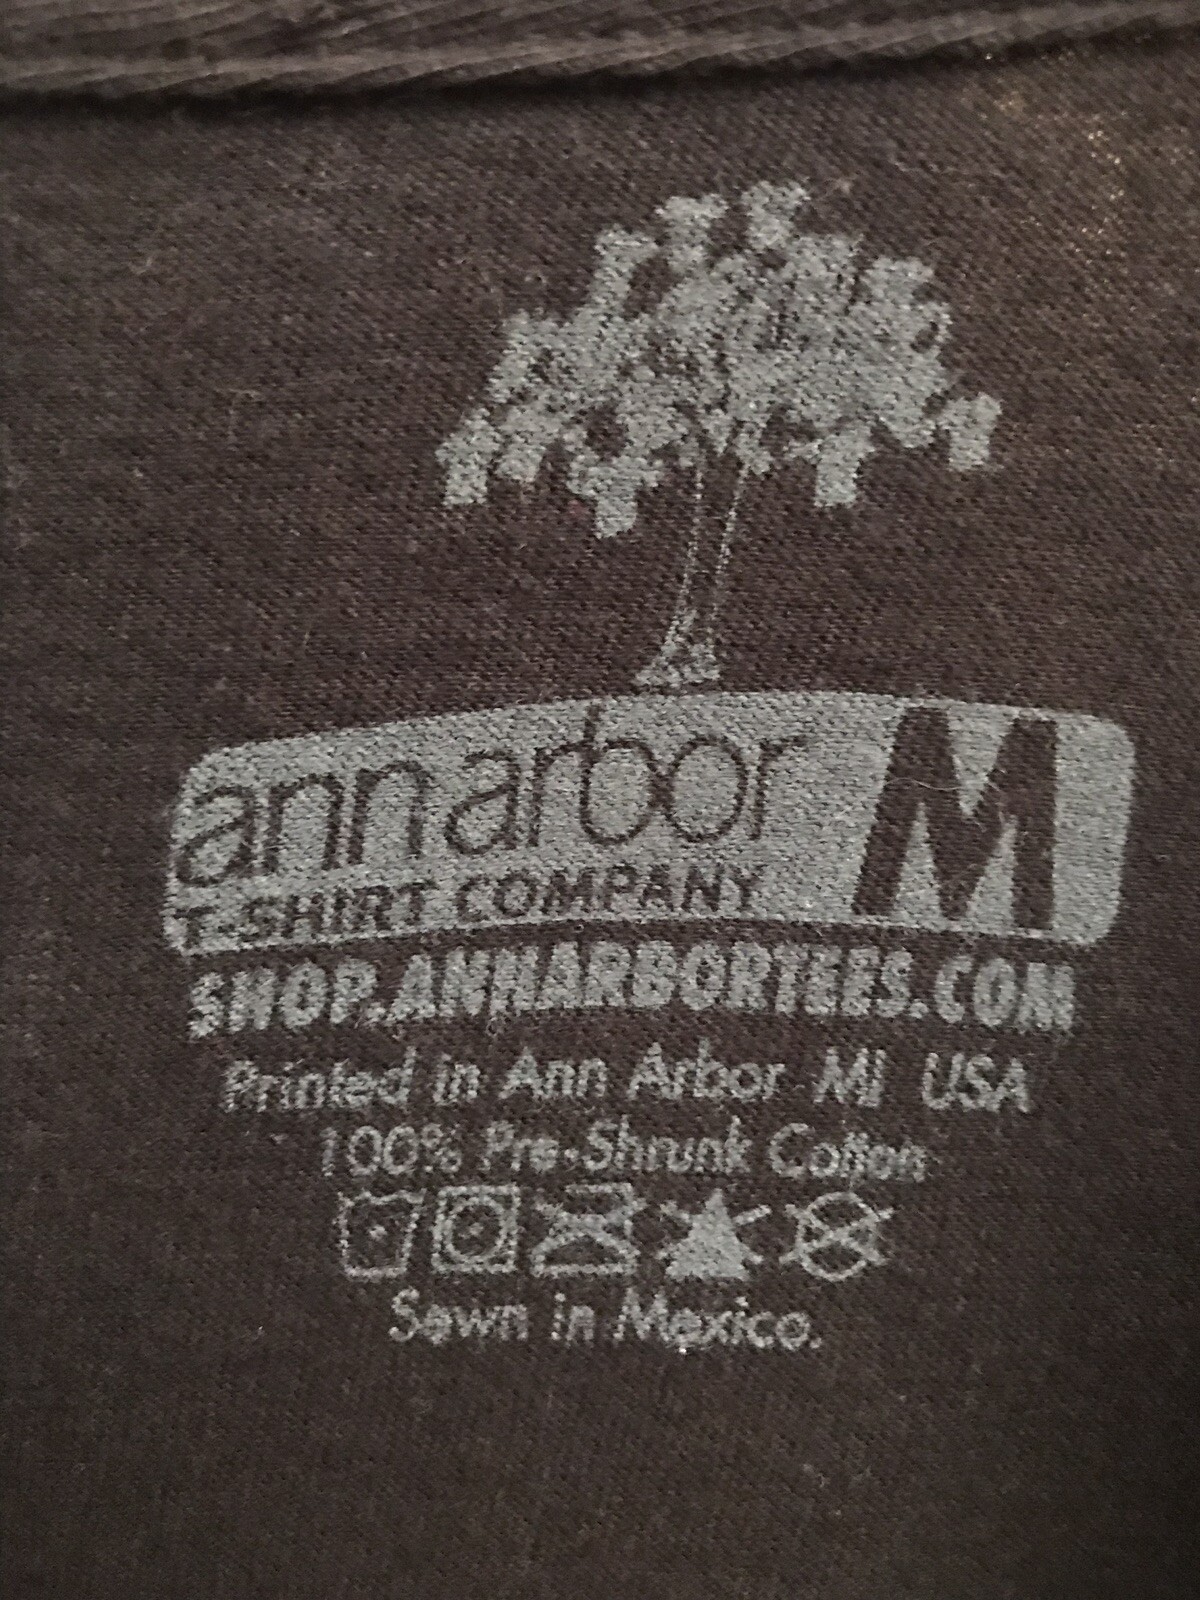 ann arbor M
T-SHIRT COMPANY
SHOP.ANNARBORTEES.COM
Printed in Ann Arbor MI USA
100% Pre-Shrunk Cotton
Sewn in Mexico.